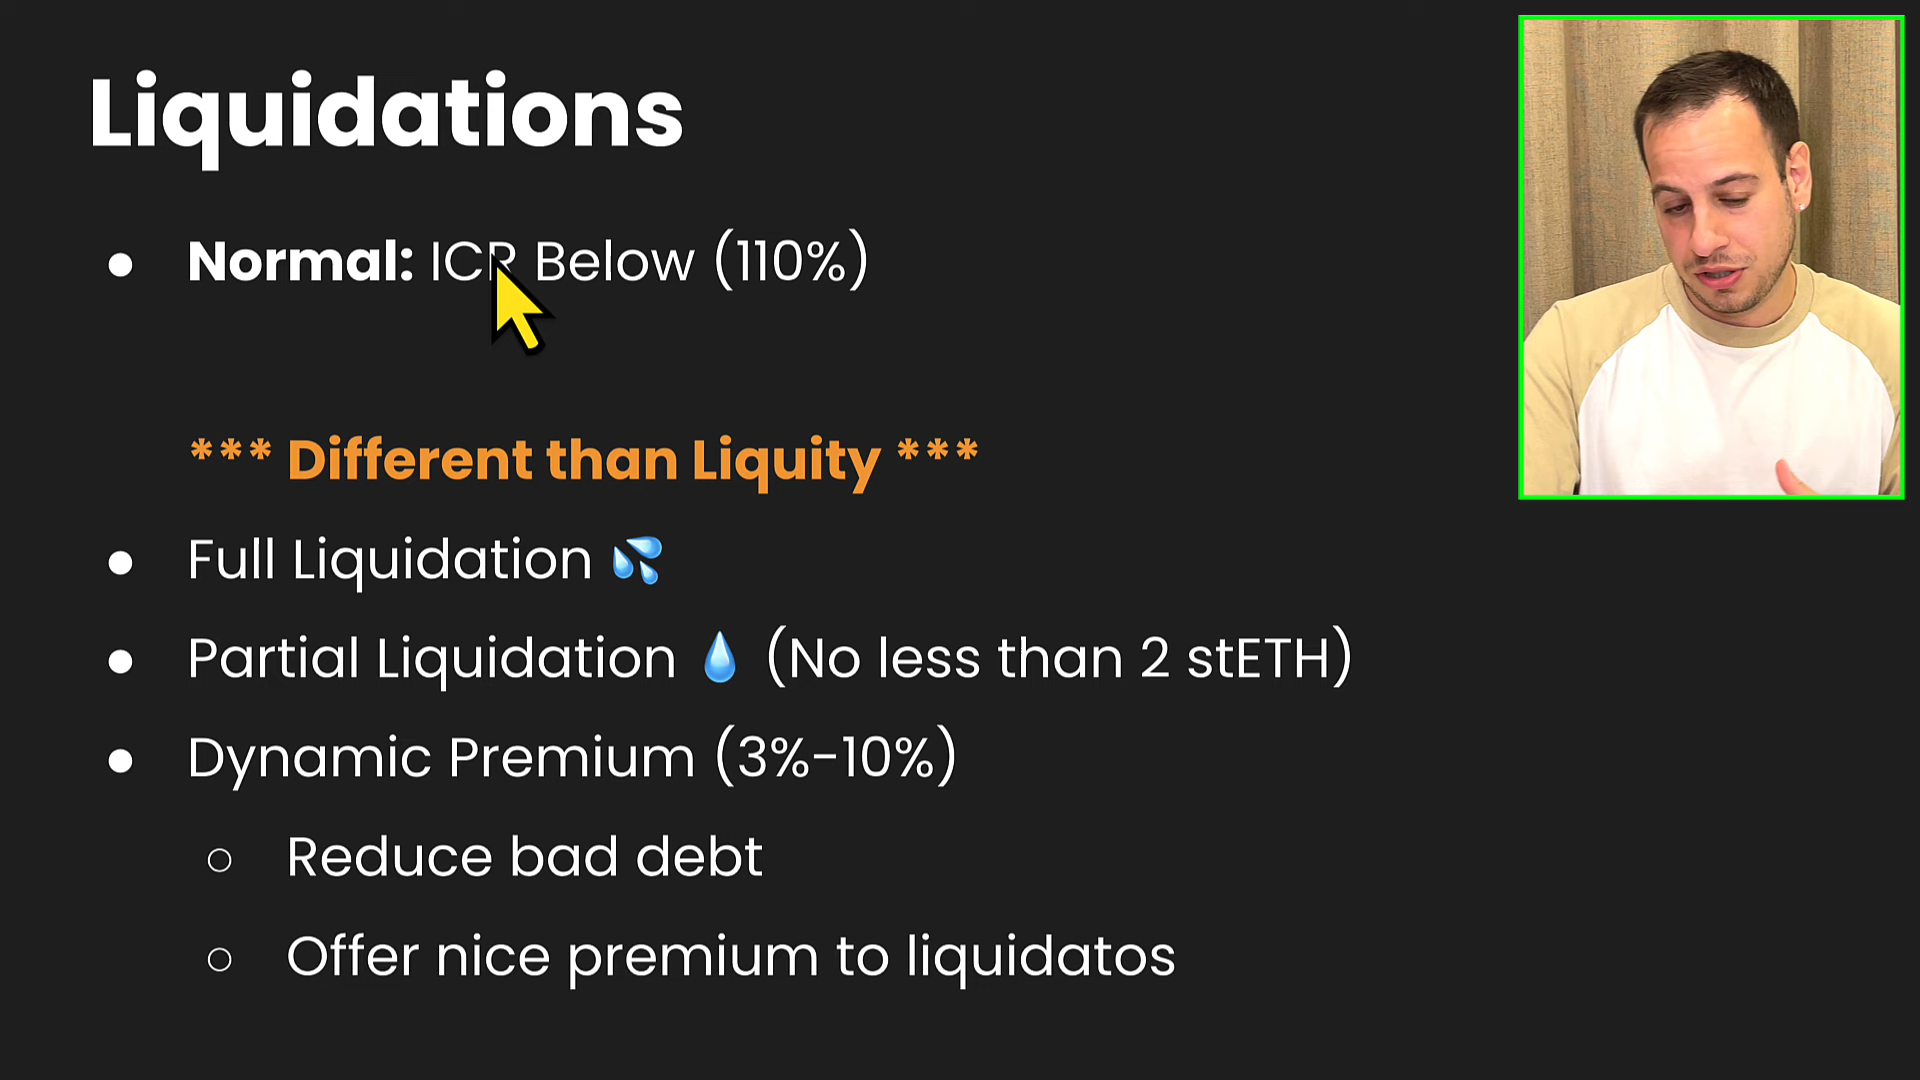 Liquidations
● Normal: ICR Below (110%)
*** Different than Liquity ***
● Full Liquidation 💦
● Partial Liquidation 💧 (No less than 2 stETH)
● Dynamic Premium (3%-10%)
○ Reduce bad debt
○ Offer nice premium to liquidatos